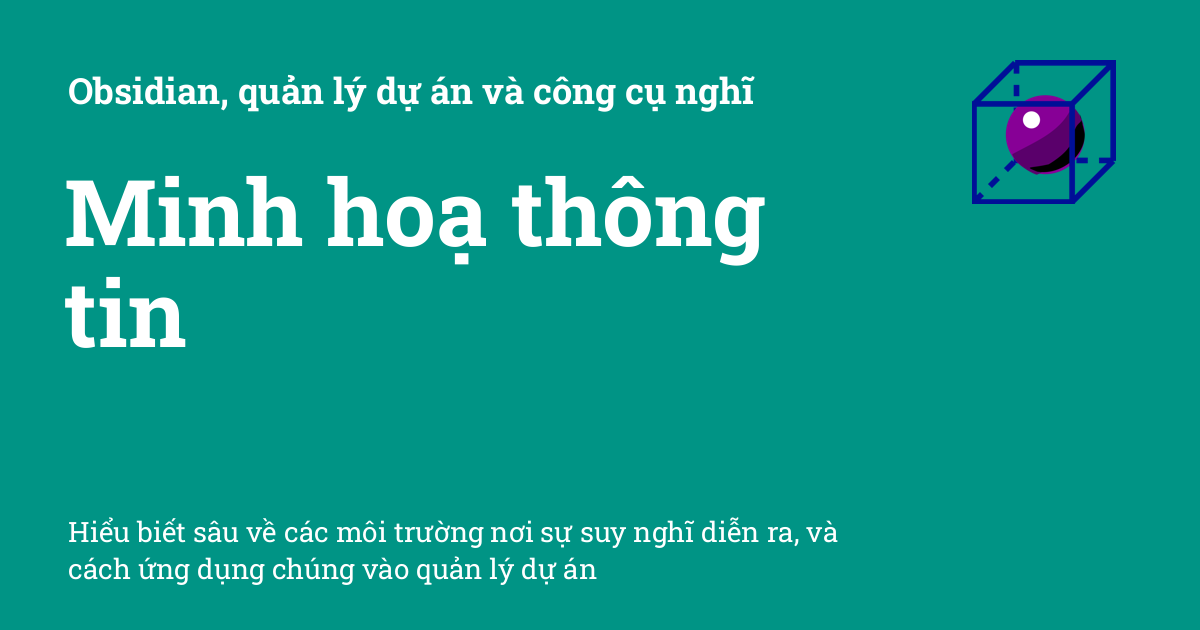 Obsidian, quản lý dự án và công cụ nghĩ
Minh hoạ thông
tin
Hiểu biết sâu về các môi trường nơi sự suy nghĩ diễn ra, và
cách ứng dụng chúng vào quản lý dự án